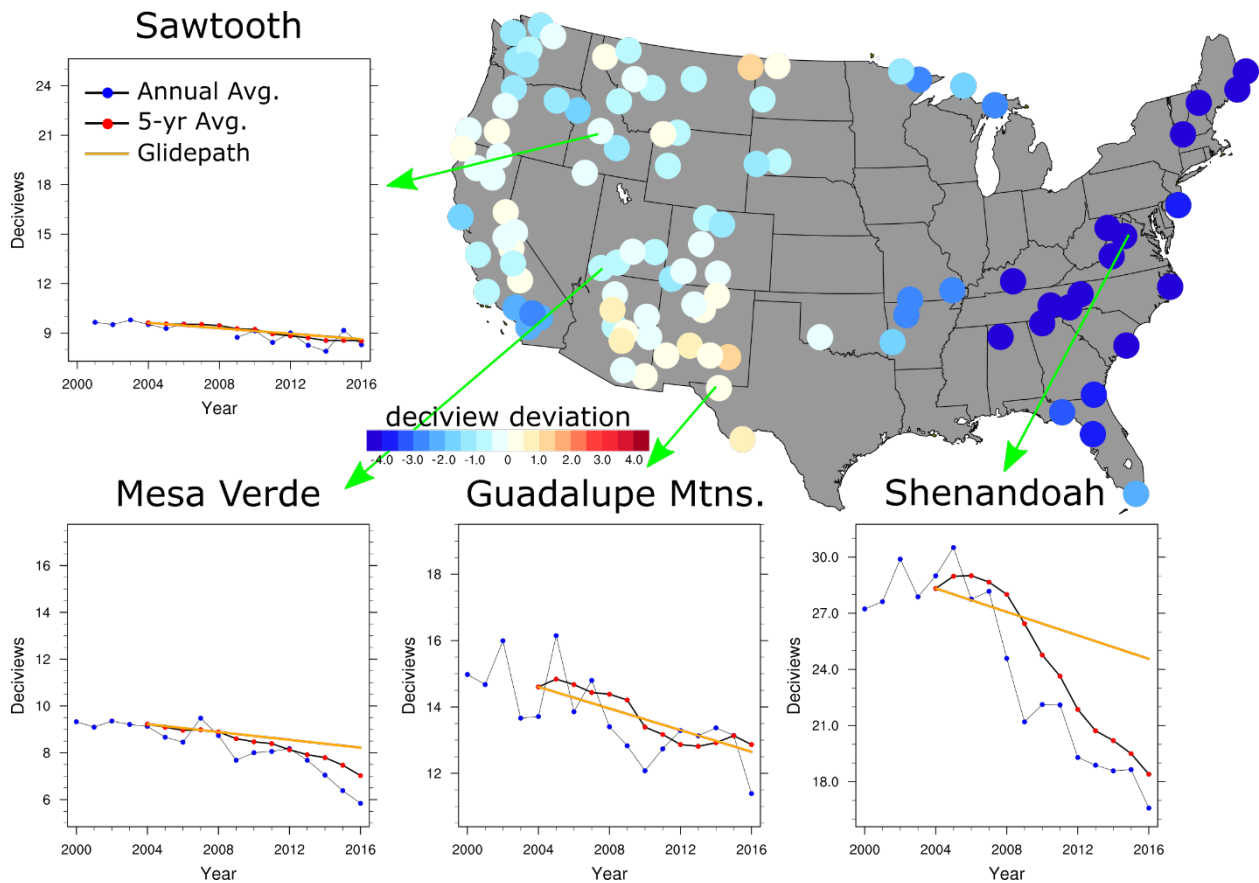 Sawtooth
Annual Avg.
5-yr Avg.
Glidepath
24
21
18
15
12
9
Deciviews
2000 2004 2008 2012 2016
Year
deciview deviation
-4.0 -3.0 -2.0 -1.0 0 1.0 2.0 3.0 4.0
Mesa Verde
16
14
12
10
8
6
Deciviews
2000 2004 2008 2012 2016
Year
Guadalupe Mtns.
18
16
14
12
Deciviews
2000 2004 2008 2012 2016
Year
Shenandoah
30.0
27.0
24.0
21.0
18.0
Deciviews
2000 2004 2008 2012 2016
Year